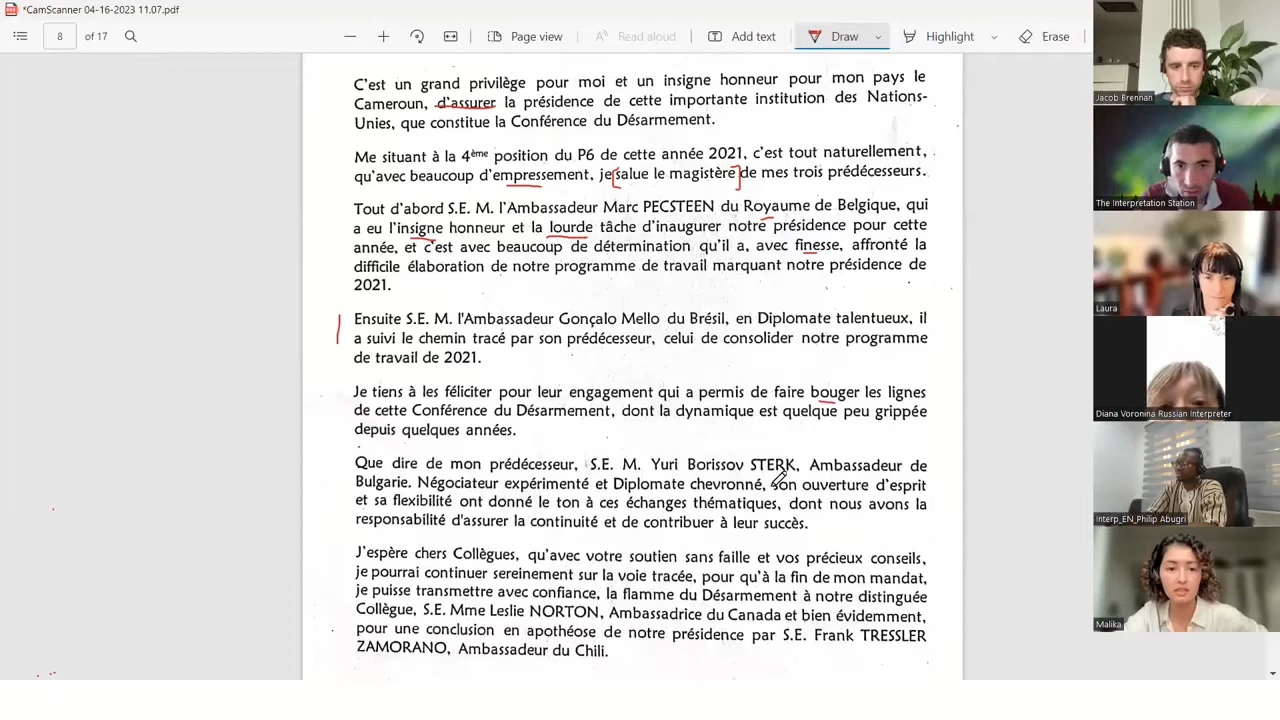 *CamScanner 04-16-2023 11.07.pdf
8 of 17
Page view
Read aloud
Add text
Draw
Highlight
Erase
C'est un grand privilège pour moi et un insigne honneur pour mon pays le
Cameroun, d'assurer la présidence de cette importante institution des Nations-
Unies, que constitue la Conférence du Désarmement.
Me situant à la 4ème position du P6 de cette année 2021, c'est tout naturellement,
qu'avec beaucoup d'empressement, je salue le magistère de mes trois prédécesseurs.
Tout d'abord S.E. M. l'Ambassadeur Marc PECSTEEN du Royaume de Belgique, qui
a eu l'insigne honneur et la lourde tâche d'inaugurer notre présidence pour cette
année, et c'est avec beaucoup de détermination qu'il a, avec finesse, affronté la
difficile élaboration de notre programme de travail marquant notre présidence de
2021.
Ensuite S.E. M. l'Ambassadeur Gonçalo Mello du Brésil, en Diplomate talentueux, il
a suivi le chemin tracé par son prédécesseur, celui de consolider notre programme
de travail de 2021.
Je tiens à les féliciter pour leur engagement qui a permis de faire bouger les lignes
de cette Conférence du Désarmement, dont la dynamique est quelque peu grippée
depuis quelques années.
Que dire de mon prédécesseur, S.E. M. Yuri Borissov STERK, Ambassadeur de
Bulgarie. Négociateur expérimenté et Diplomate chevronné, son ouverture d'esprit
et sa flexibilité ont donné le ton à ces échanges thématiques, dont nous avons la
responsabilité d'assurer la continuité et de contribuer à leur succès.
J'espère chers Collègues, qu'avec votre soutien sans faille et vos précieux conseils,
je pourrai continuer sereinement sur la voie tracée, pour qu'à la fin de mon mandat,
je puisse transmettre avec confiance, la flamme du Désarmement à notre distinguée
Collègue, S.E. Mme Leslie NORTON, Ambassadrice du Canada et bien évidemment,
pour une conclusion en apothéose de notre présidence par S.E. Frank TRESSLER
ZAMORANO, Ambassadeur du Chili.
Jacob Brennan
The Interpretation Station
Laura
Diana Voronina Russian Interpreter
Interp_EN_Philip Abugri
Malika